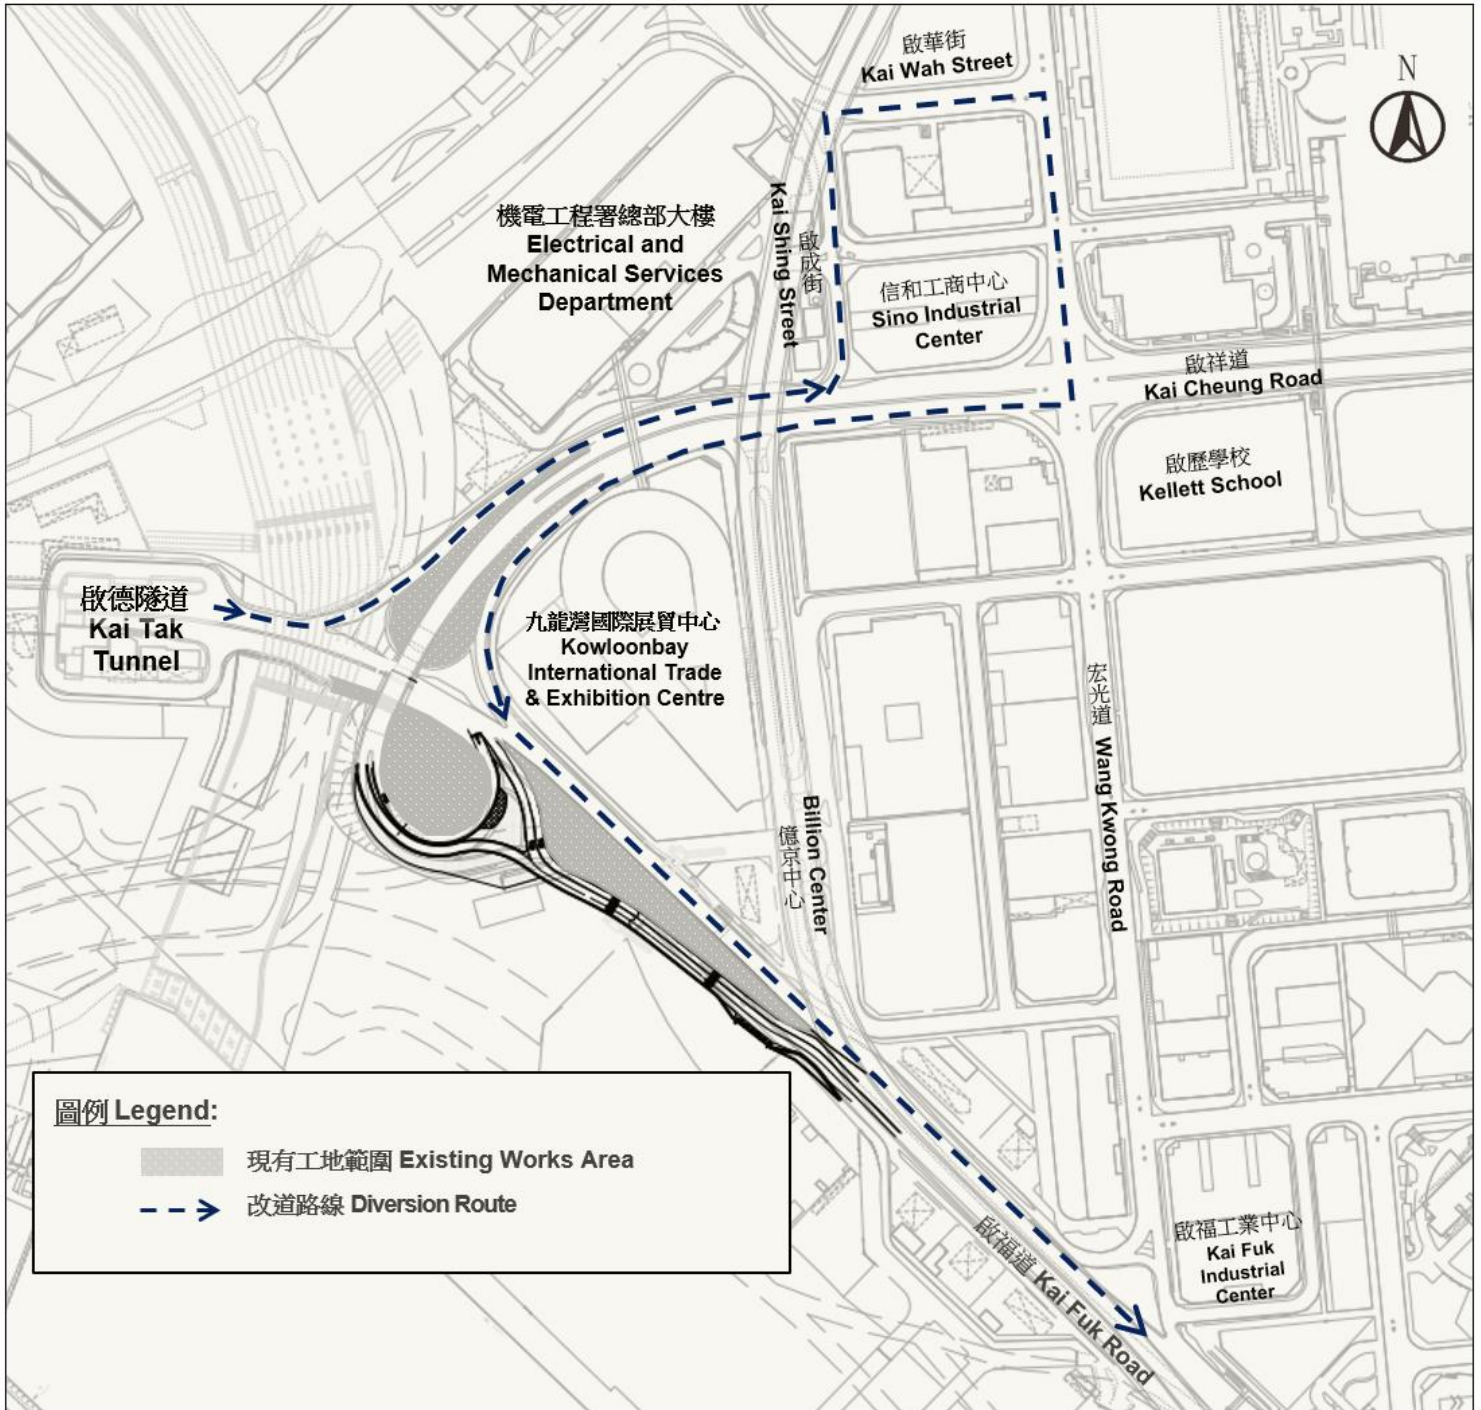 啟華街
Kai Wah Street
N
機電工程署總部大樓
Electrical and
Mechanical Services
Department
Kai Shing Street
啟成街
信和工商中心
Sino Industrial
Center
啟祥道
Kai Cheung Road
啟歷學校
Kellett School
啟德隧道
Kai Tak
Tunnel
九龍灣國際展貿中心
Kowloonbay
International Trade
& Exhibition Centre
宏光道 Wang Kwong Road
Billion Center
億京中心
圖例 Legend:
現有工地範圍 Existing Works Area
改道路線 Diversion Route
啟福道 Kai Fuk Road
啟福工業中心
Kai Fuk
Industrial
Center